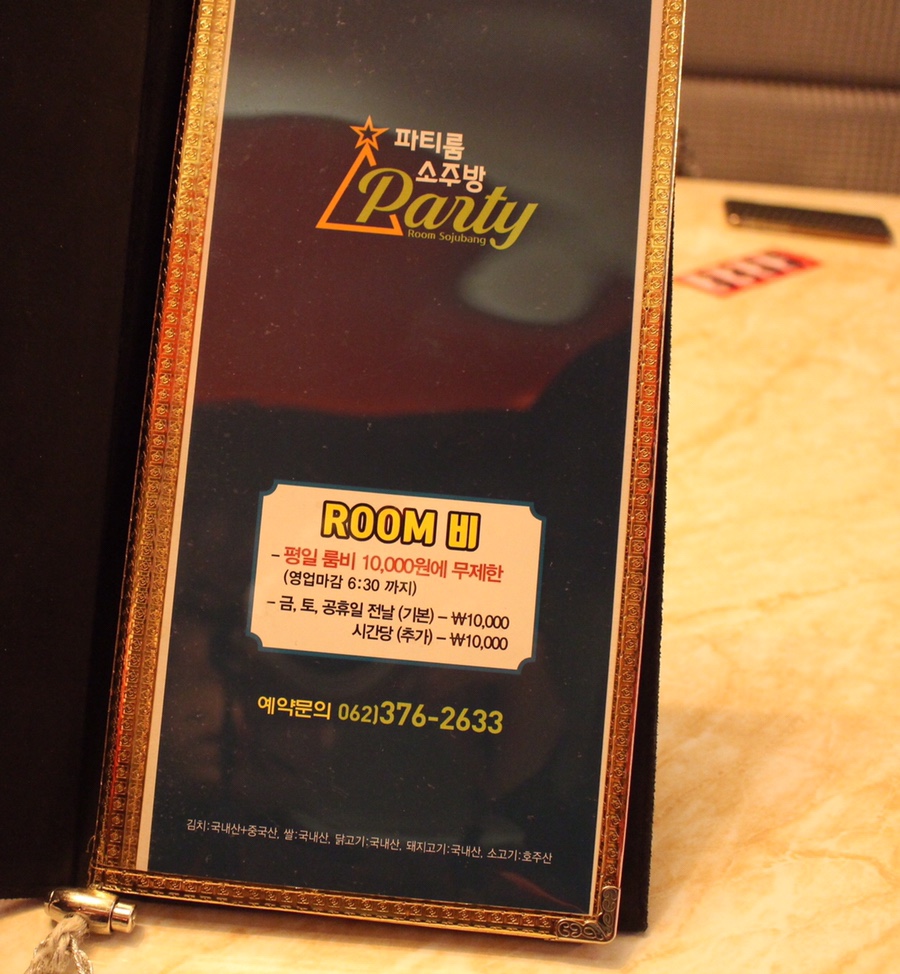 파티룸
소주방
Party
Room Sojubang
ROOM 비
- 평일 룸비 10,000원에 무제한
(영업마감 6:30 까지)
- 금, 토, 공휴일 전날 (기본) - ₩10,000
시간당 (추가) - ₩10,000
예약문의 062)376-2633
김치:국내산+중국산, 쌀:국내산, 닭고기:국내산, 돼지고기:국내산, 소고기:호주산